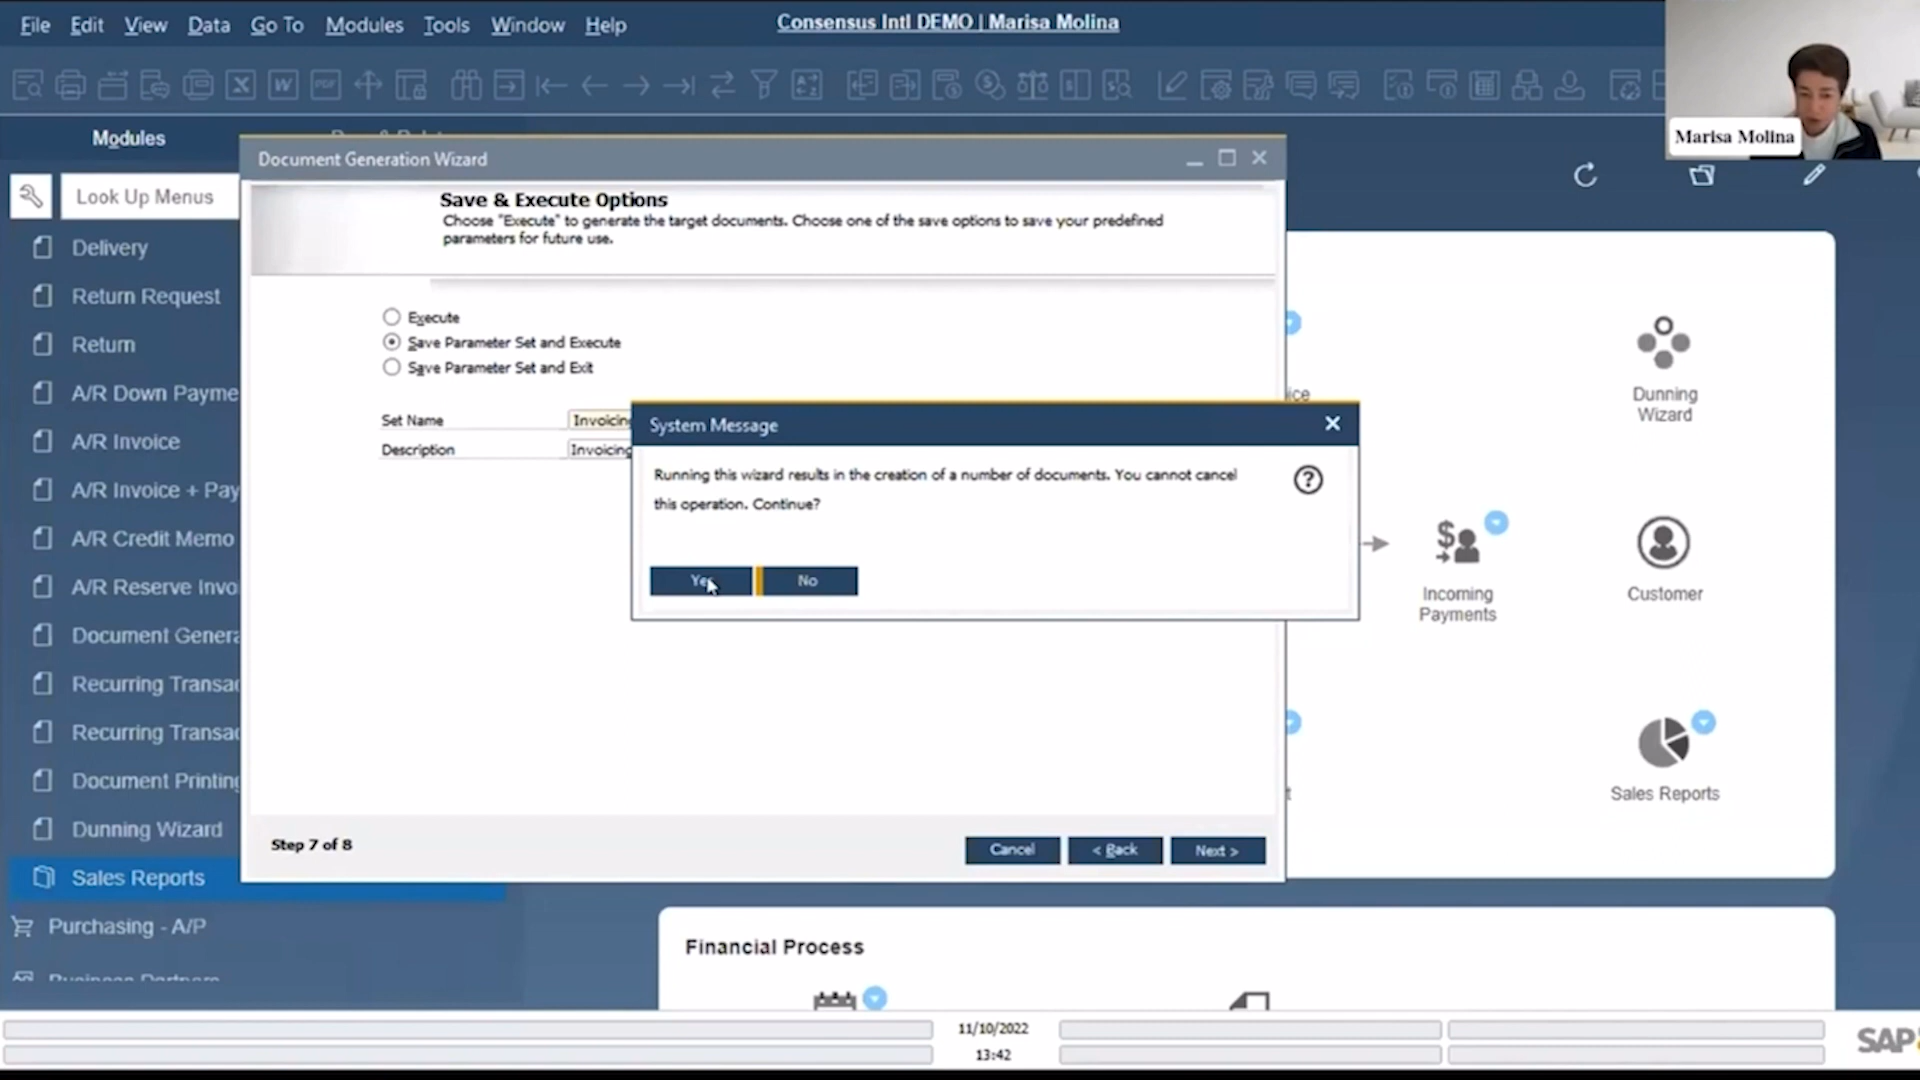 File Edit View Data Go To Modules Tools Window Help
Consensus Intl DEMO | Marisa Molina
Marisa Molina
Modules
Look Up Menus
Delivery
Return Request
Return
A/R Down Payme
A/R Invoice
A/R Invoice + Pay
A/R Credit Memo
A/R Reserve Invo
Document Genera
Recurring Transac
Recurring Transac
Document Printing
Dunning Wizard
Sales Reports
Purchasing - A/P
Document Generation Wizard
Save & Execute Options
Choose "Execute" to generate the target documents. Choose one of the save options to save your predefined
parameters for future use.
Execute
Save Parameter Set and Execute
Save Parameter Set and Exit
Set Name Invoicing
Description Invoicing
System Message
Running this wizard results in the creation of a number of documents. You cannot cancel
this operation. Continue?
Yes No
Step 7 of 8
Cancel < Back Next >
ice
Dunning
Wizard
Incoming
Payments
Customer
t
Sales Reports
Financial Process
11/10/2022
13:42
SAP